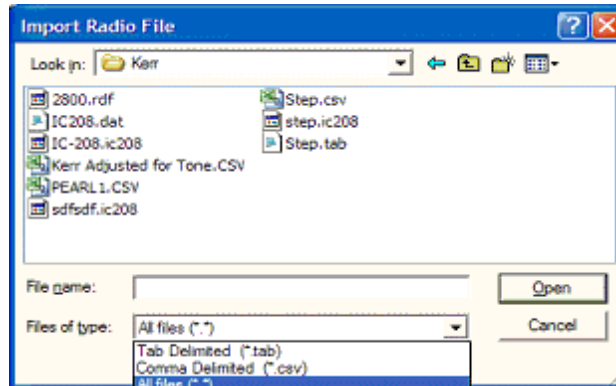 Import Radio File
Look in: Kerr
2800.rdf
IC208.dat
IC-208.ic208
Kerr Adjusted for Tone.CSV
PEARL1.CSV
sdfsdf.ic208
Step.csv
step.ic208
Step.tab
File name:
Open
Files of type: All files (*.*)
Cancel
Tab Delimited (*.tab)
Comma Delimited (*.csv)
All files (*.*)